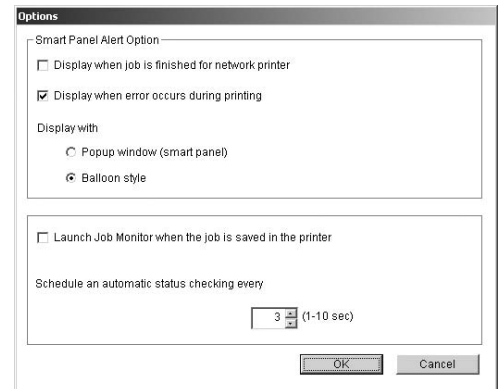 Options
Smart Panel Alert Option
Display when job is finished for network printer
Display when error occurs during printing
Display with
Popup window (smart panel)
Balloon style
Launch Job Monitor when the job is saved in the printer
Schedule an automatic status checking every
3 (1-10 sec)
OK Cancel